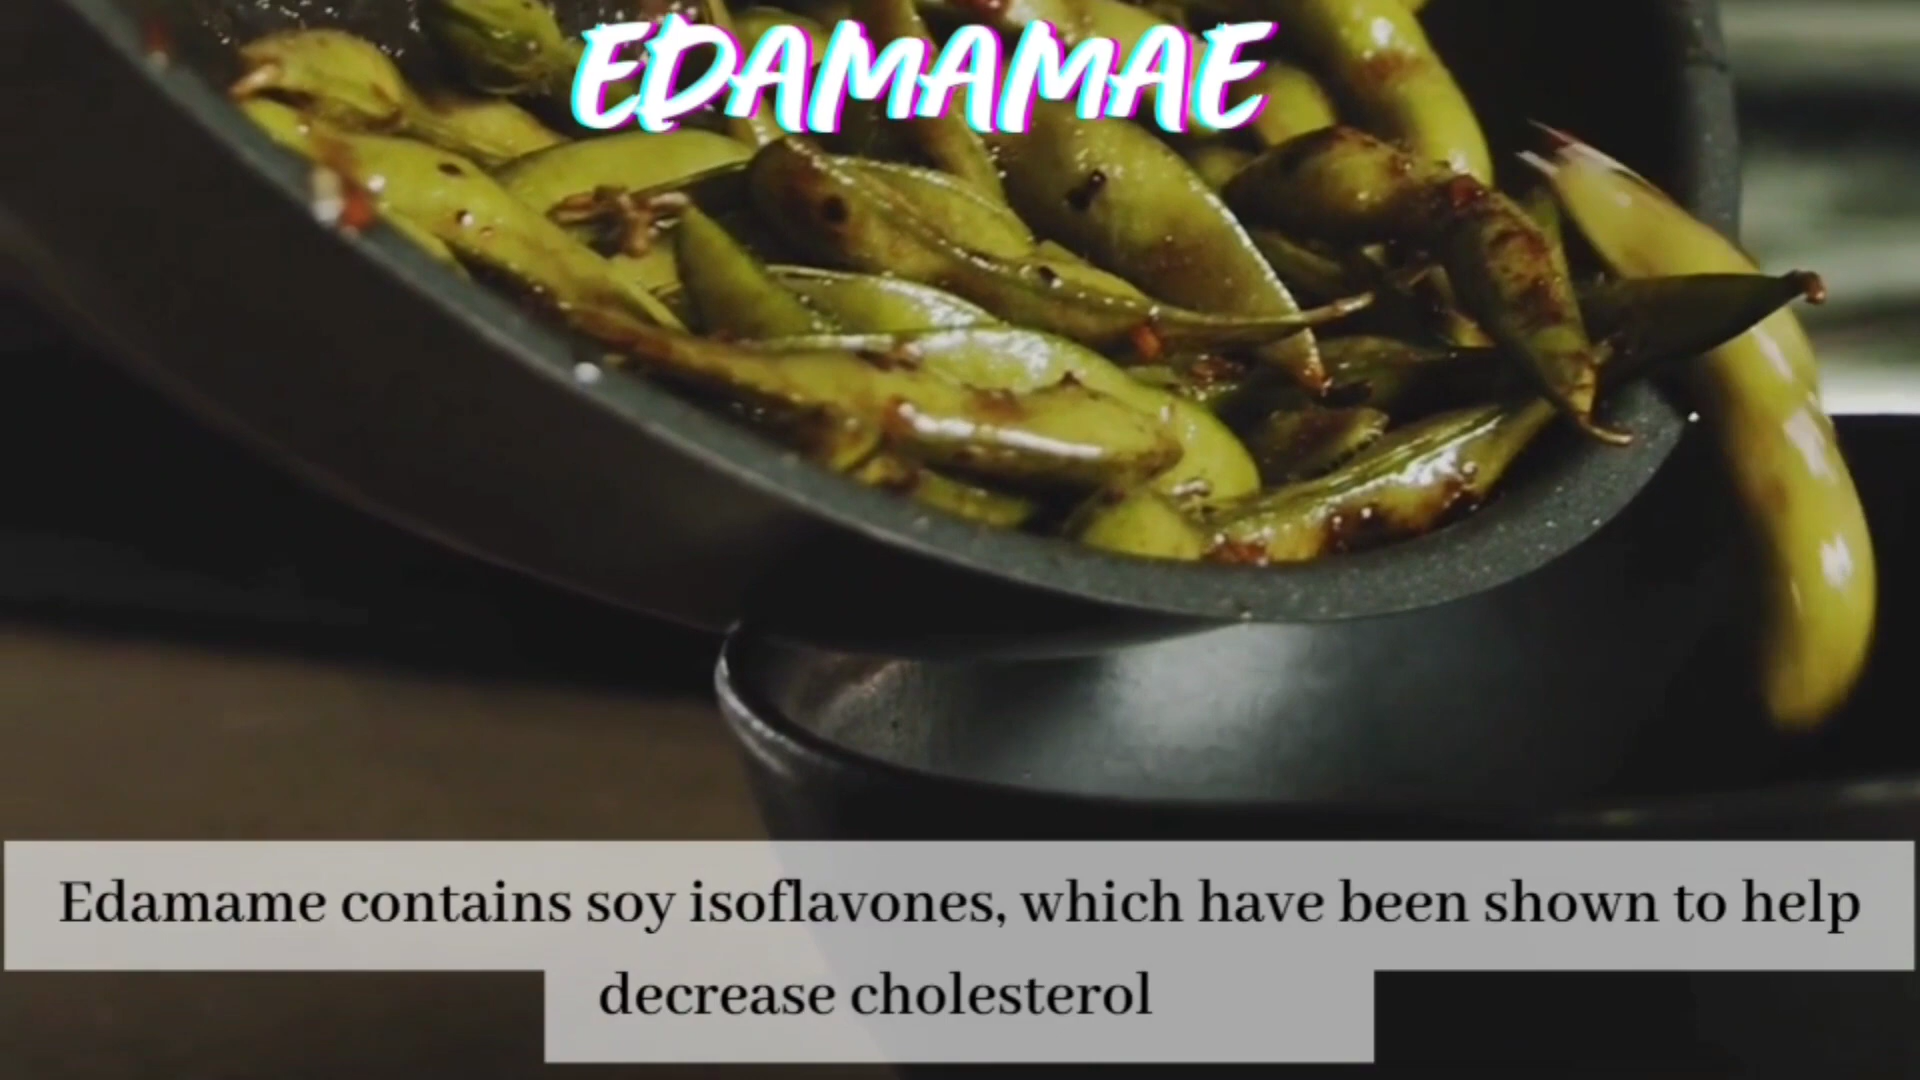 EDAMAMAE
Edamame contains soy isoflavones, which have been shown to help
decrease cholesterol